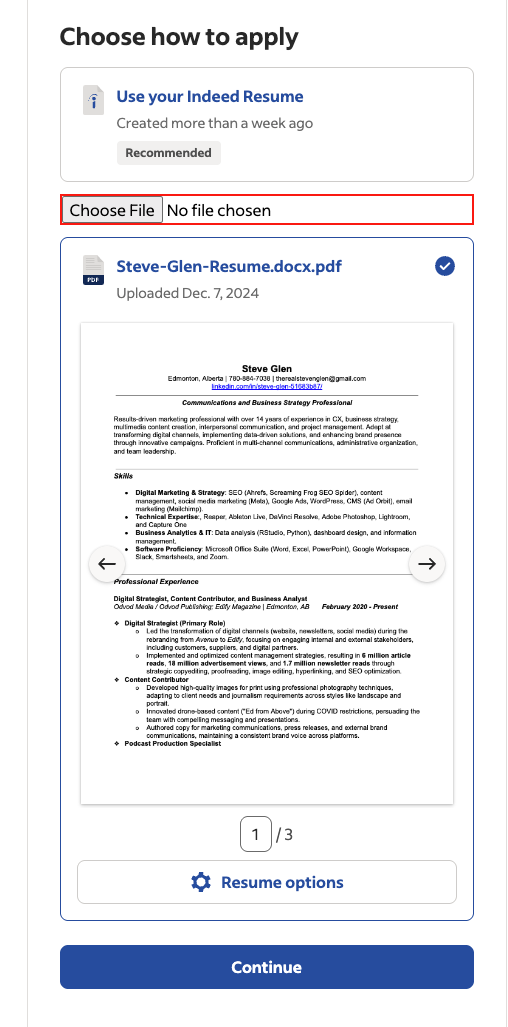 Choose how to apply
Use your Indeed Resume
Created more than a week ago
Recommended
Choose File No file chosen
PDF
Steve-Glen-Resume.docx.pdf
Uploaded Dec. 7, 2024
Steve Glen
Edmonton, Alberta | 780-884-7038 | therealstevenglen@gmail.com
linkedin.com/in/steve-glen-51683b87/
Communications and Business Strategy Professional
Results-driven marketing professional with over 14 years of experience in CX, business strategy,
multimedia content creation, interpersonal communication, and project management. Adept at
transforming digital channels, implementing data-driven solutions, and enhancing brand presence
through innovative campaigns. Proficient in multi-channel communications, administrative organization,
and team leadership.
Skills
• Digital Marketing & Strategy: SEO (Ahrefs, Screaming Frog SEO Spider), content
management, social media marketing (Meta), Google Ads, WordPress, CMS (Ad Orbit), email
marketing (Mailchimp).
• Technical Expertise:, Reaper, Ableton Live, DaVinci Resolve, Adobe Photoshop, Lightroom,
and Capture One
• Business Analytics & IT: Data analysis (RStudio, Python), dashboard design, and information
management.
• Software Proficiency: Microsoft Office Suite (Word, Excel, PowerPoint), Google Workspace,
Slack, Smartsheets, and Zoom.
Professional Experience
Digital Strategist, Content Contributor, and Business Analyst
Odvod Media / Odvod Publishing; Edify Magazine | Edmonton, AB February 2020 - Present
❖ Digital Strategist (Primary Role)
○ Led the transformation of digital channels (website, newsletters, social media) during the
rebranding from Avenue to Edify, focusing on engaging internal and external stakeholders,
including customers, suppliers, and digital partners.
○ Implemented and optimized content management strategies, resulting in 6 million article
reads, 18 million advertisement views, and 1.7 million newsletter reads through
strategic copyediting, proofreading, image editing, hyperlinking, and SEO optimization.
❖ Content Contributor
○ Developed high-quality images for print using professional photography techniques,
adapting to client needs and journalism requirements across styles like landscape and
portrait.
○ Innovated drone-based content ("Ed from Above") during COVID restrictions, persuading the
team with compelling messaging and presentations.
○ Authored copy for marketing communications, press releases, and external brand
communications, maintaining a consistent brand voice across platforms.
❖ Podcast Production Specialist
1 / 3
Resume options
Continue